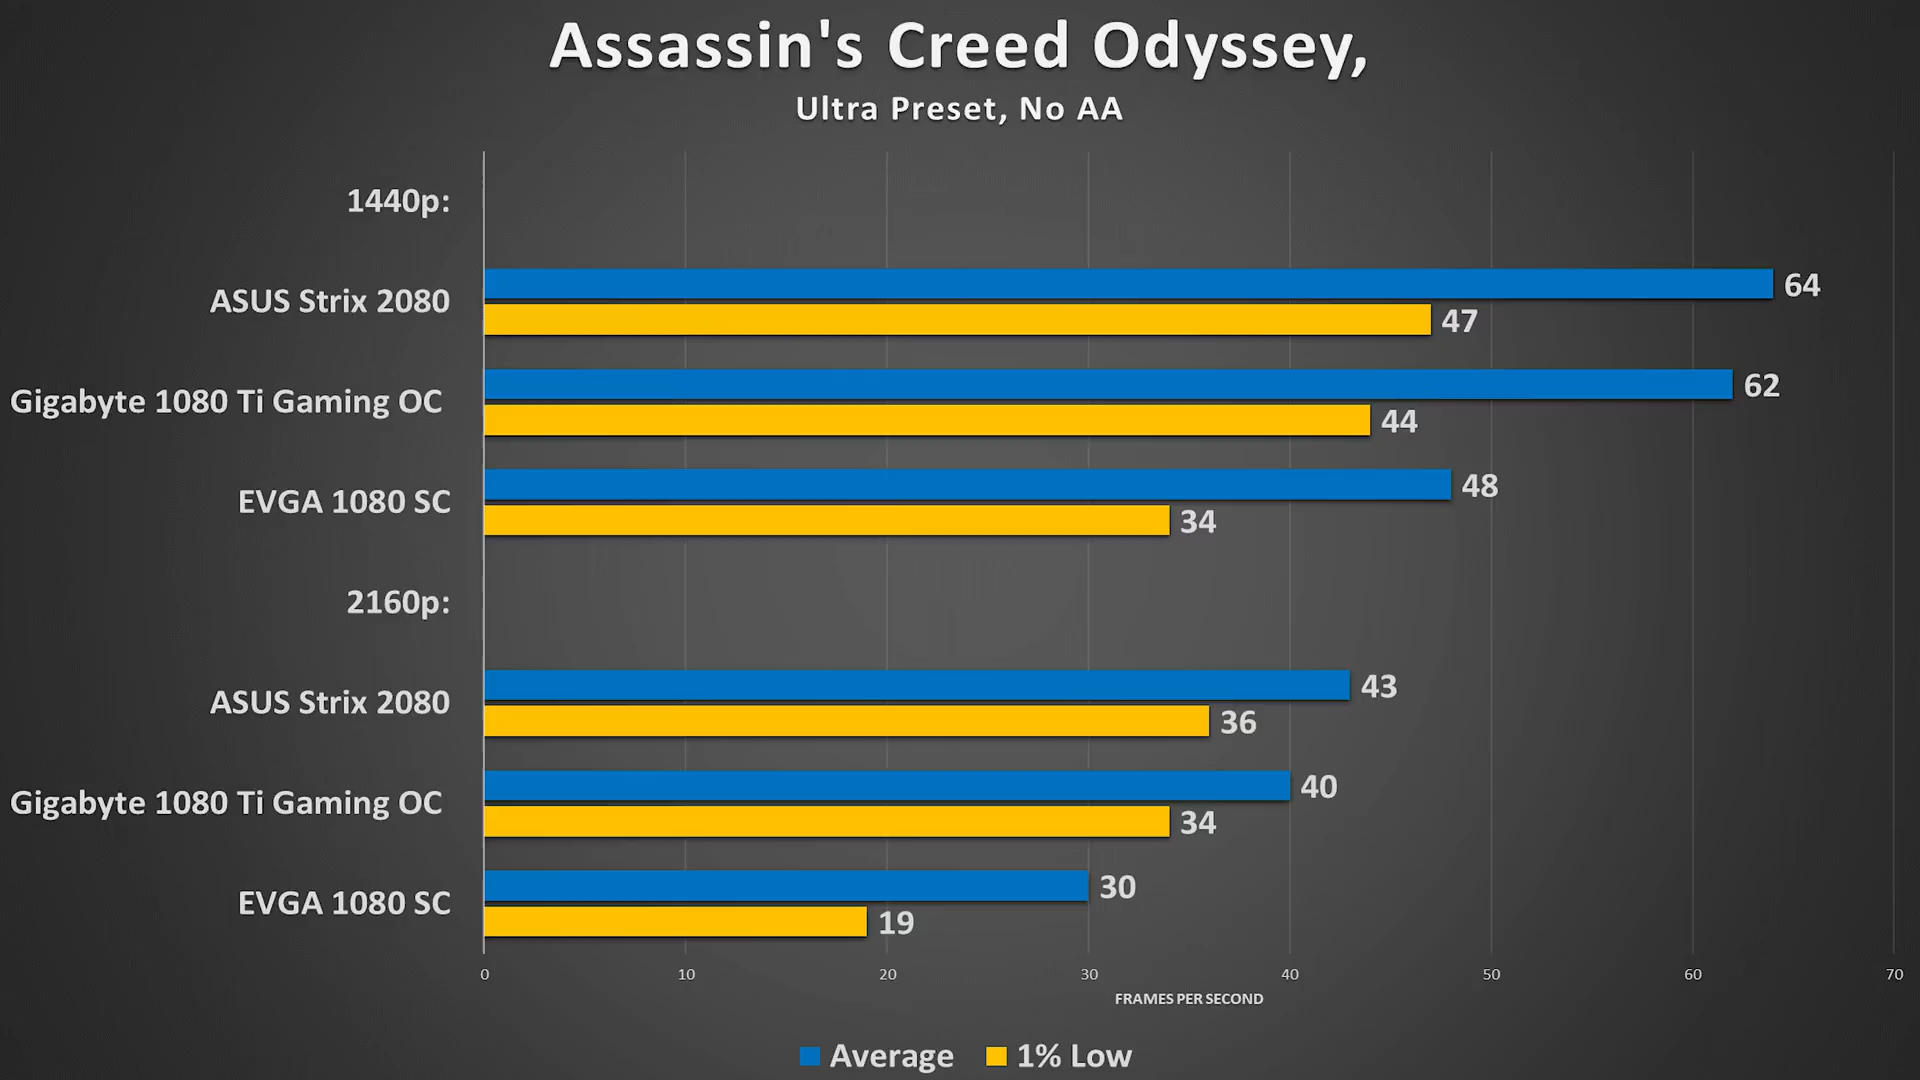 Assassin's Creed Odyssey,
Ultra Preset, No AA
1440p:
ASUS Strix 2080
64
47
Gigabyte 1080 Ti Gaming OC
62
44
EVGA 1080 SC
48
34
2160p:
ASUS Strix 2080
43
36
Gigabyte 1080 Ti Gaming OC
40
34
EVGA 1080 SC
30
19
0 10 20 30 40 50 60 70
FRAMES PER SECOND
Average 1% Low